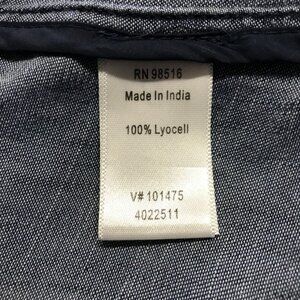 RN 98516
Made in India
100% Lyocell
V# 101475
4022511